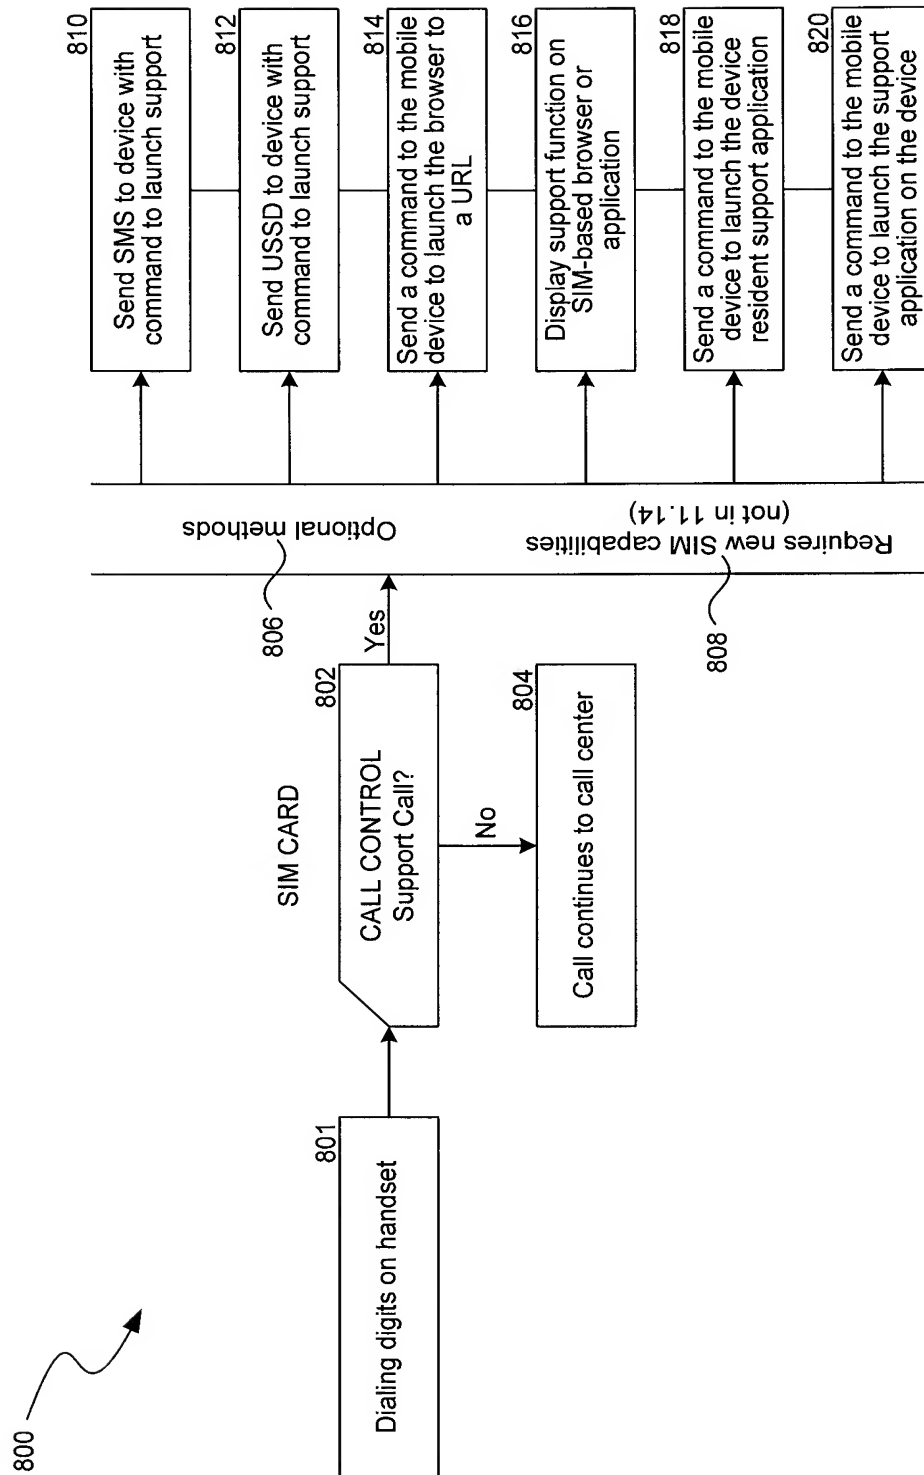 800
801
Dialing digits on handset
SIM CARD
802
CALL CONTROL
Support Call?
Yes
No
804
Call continues to call center
806
Optional methods
808
Requires new SIM capabilities
(not in 11.14)
810
Send SMS to device with
command to launch support
812
Send USSD to device with
command to launch support
814
Send a command to the mobile
device to launch the browser to
a URL
816
Display support function on
SIM-based browser or
application
818
Send a command to the mobile
device to launch the device
resident support application
820
Send a command to the mobile
device to launch the support
application on the device